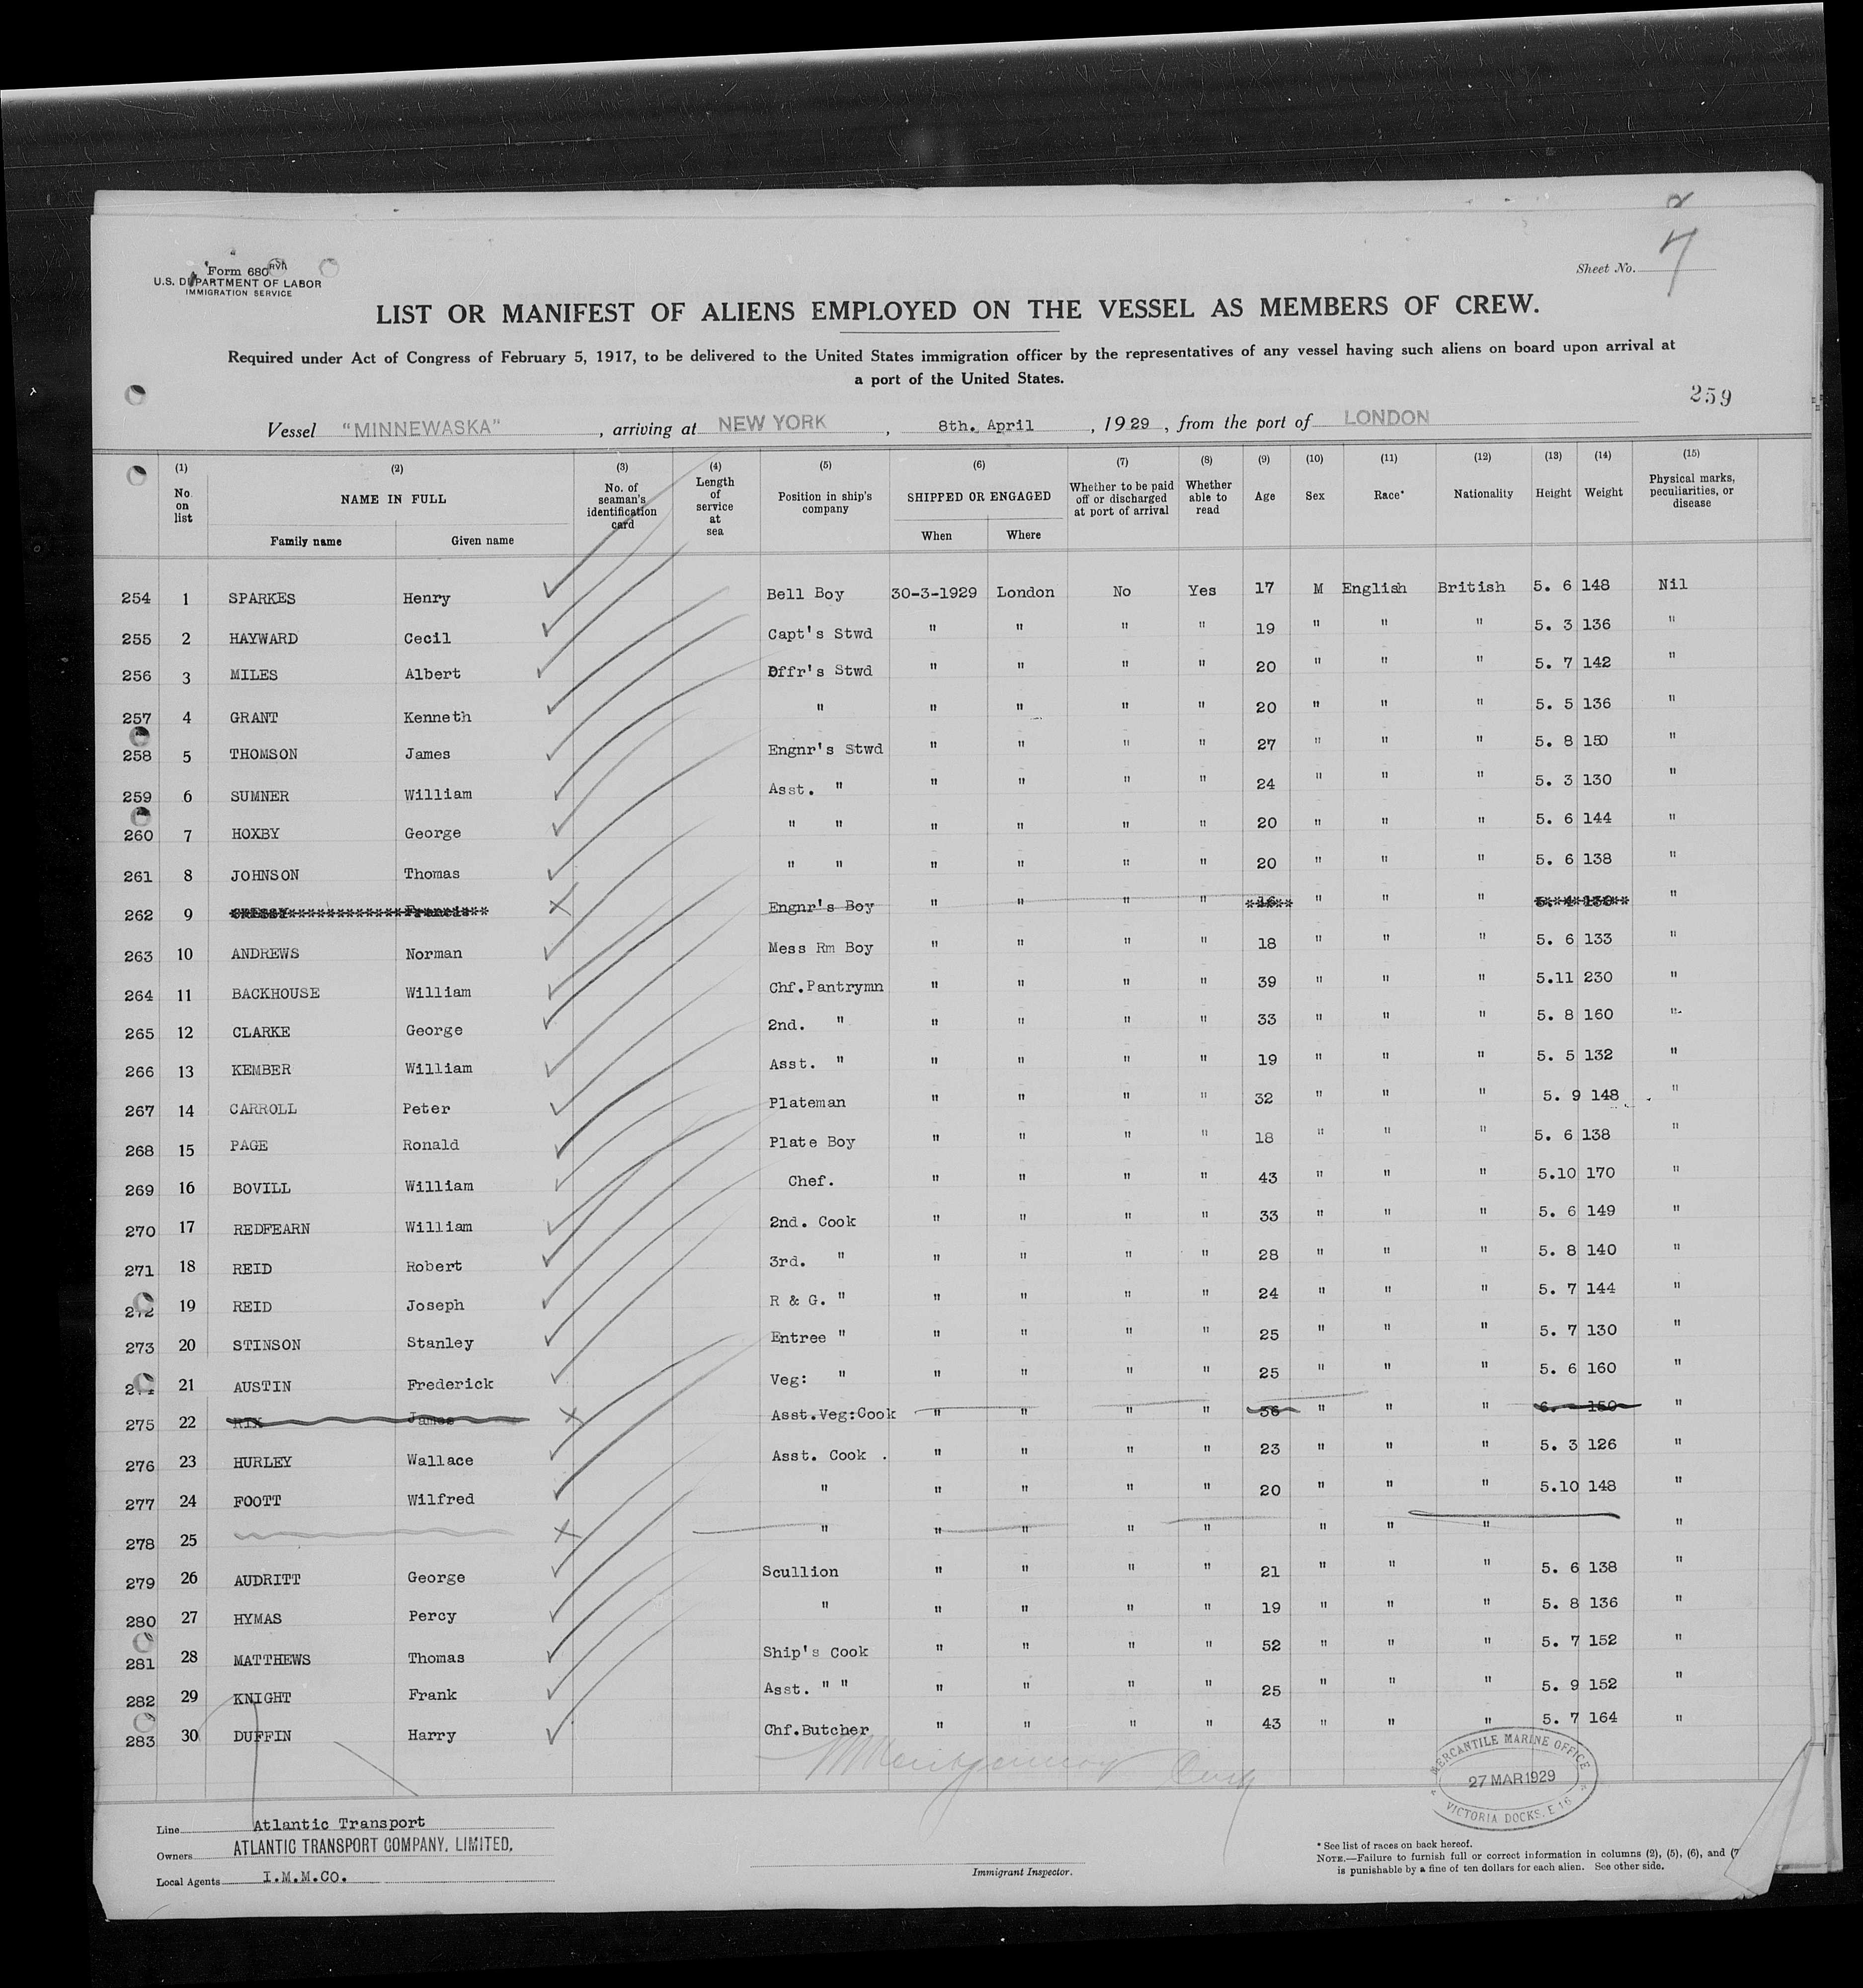 7
Form 680
U.S. DEPARTMENT OF LABOR
IMMIGRATION SERVICE
Sheet No. 7
LIST OR MANIFEST OF ALIENS EMPLOYED ON THE VESSEL AS MEMBERS OF CREW.
Required under Act of Congress of February 5, 1917, to be delivered to the United States immigration officer by the representatives of any vessel having such aliens on board upon arrival at
a port of the United States.
259
Vessel "MINNEWASKA", arriving at NEW YORK, 8th. April, 1929, from the port of LONDON
(1) (2) (3) (4) (5) (6) (7) (8) (9) (10) (11) (12) (13) (14) (15)
No. on list NAME IN FULL Family name Given name No. of seaman's identification card Length of service at sea Position in ship's company SHIPPED OR ENGAGED When Where Whether to be paid off or discharged at port of arrival Whether able to read Age Sex Race* Nationality Height Weight Physical marks, peculiarities, or disease
254 1 SPARKES Henry Bell Boy 30-3-1929 London No Yes 17 M English British 5. 6 148 Nil
255 2 HAYWARD Cecil Capt's Stwd " " " " 19 " " " 5. 3 136 "
256 3 MILES Albert Offr's Stwd " " " " 20 " " " 5. 7 142 "
257 4 GRANT Kenneth " " " " " 20 " " " 5. 5 136 "
258 5 THOMSON James Engnr's Stwd " " " " 27 " " " 5. 8 150 "
259 6 SUMNER William Asst. " " " " " 24 " " " 5. 3 130 "
260 7 HOXBY George " " " " " " 20 " " " 5. 6 144 "
261 8 JOHNSON Thomas " " " " " " 20 " " " 5. 6 138 "
262 9 Francis Engnr's Boy " " " " " " " "
263 10 ANDREWS Norman Mess Rm Boy " " " " 18 " " " 5. 6 133 "
264 11 BACKHOUSE William Chf.Pantrymn " " " " 39 " " " 5.11 230 "
265 12 CLARKE George 2nd. " " " " " 33 " " " 5. 8 160 "
266 13 KEMBER William Asst. " " " " " 19 " " " 5. 5 132 "
267 14 CARROLL Peter Plateman " " " " 32 " " " 5. 9 148 "
268 15 PAGE Ronald Plate Boy " " " " 18 " " " 5. 6 138 "
269 16 BOVILL William Chef. " " " " 43 " " " 5.10 170 "
270 17 REDFEARN William 2nd. Cook " " " " 33 " " " 5. 6 149 "
271 18 REID Robert 3rd. " " " " " 28 " " " 5. 8 140 "
272 19 REID Joseph R & G. " " " " " 24 " " " 5. 7 144 "
273 20 STINSON Stanley Entree " " " " " 25 " " " 5. 7 130 "
21 AUSTIN Frederick Veg: " " " " " 25 " " " 5. 6 160 "
275 22 RIX James Asst.Veg:Cook " " " " 36 " " " 150 "
276 23 HURLEY Wallace Asst. Cook . " " " " 23 " " " 5. 3 126 "
277 24 FOOTT Wilfred " " " " " 20 " " " 5.10 148 "
278 25 " " " " " " " " "
279 26 AUDRITT George Scullion " " " " 21 " " " 5. 6 138 "
280 27 HYMAS Percy " " " " " 19 " " " 5. 8 136 "
281 28 MATTHEWS Thomas Ship's Cook " " " " 52 " " " 5. 7 152 "
282 29 KNIGHT Frank Asst. " " " " " " 25 " " " 5. 9 152 "
283 30 DUFFIN Harry Chf.Butcher " " " " 43 " " " 5. 7 164 "
MERCANTILE MARINE OFFICE
27 MAR 1929
VICTORIA DOCKS, E 16
Line Atlantic Transport
Owners ATLANTIC TRANSPORT COMPANY, LIMITED,
Local Agents I.M.M.CO.
Immigrant Inspector.
* See list of races on back hereof.
NOTE.—Failure to furnish full or correct information in columns (2), (5), (6), and (7
is punishable by a fine of ten dollars for each alien. See other side.